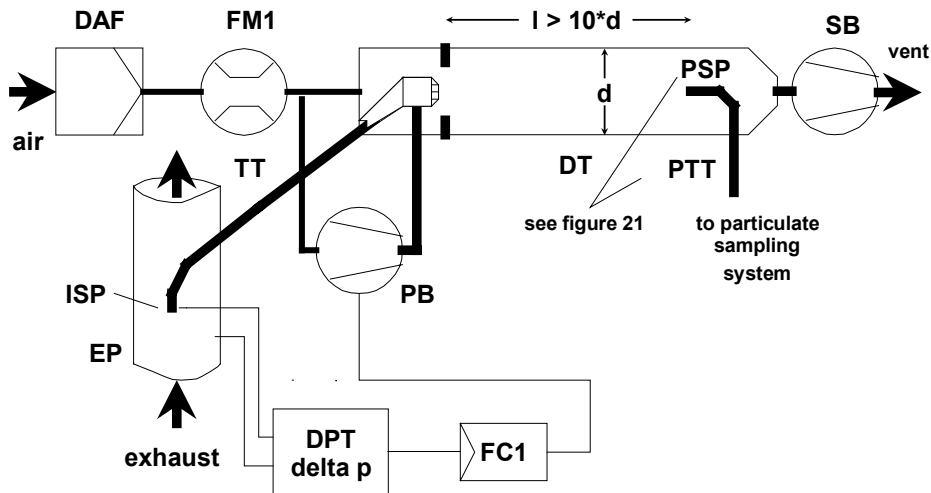 DAF
FM1
l > 10*d
SB
vent
PSP
d
air
TT
DT
PTT
see figure 21
to particulate
sampling
system
ISP
PB
EP
DPT
delta p
FC1
exhaust